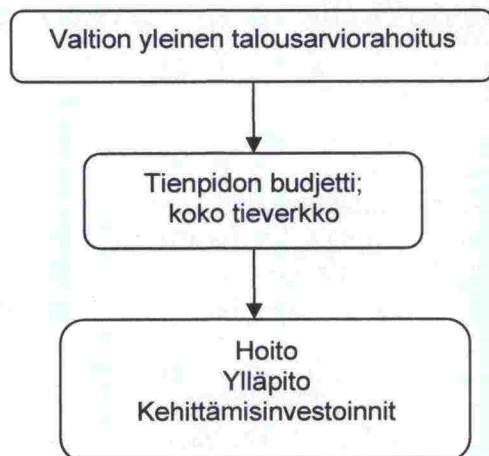 Valtion yleinen talousarviorahoitus
Tienpidon budjetti;
koko tieverkko
Hoito
Ylläpito
Kehittämisinvestoinnit